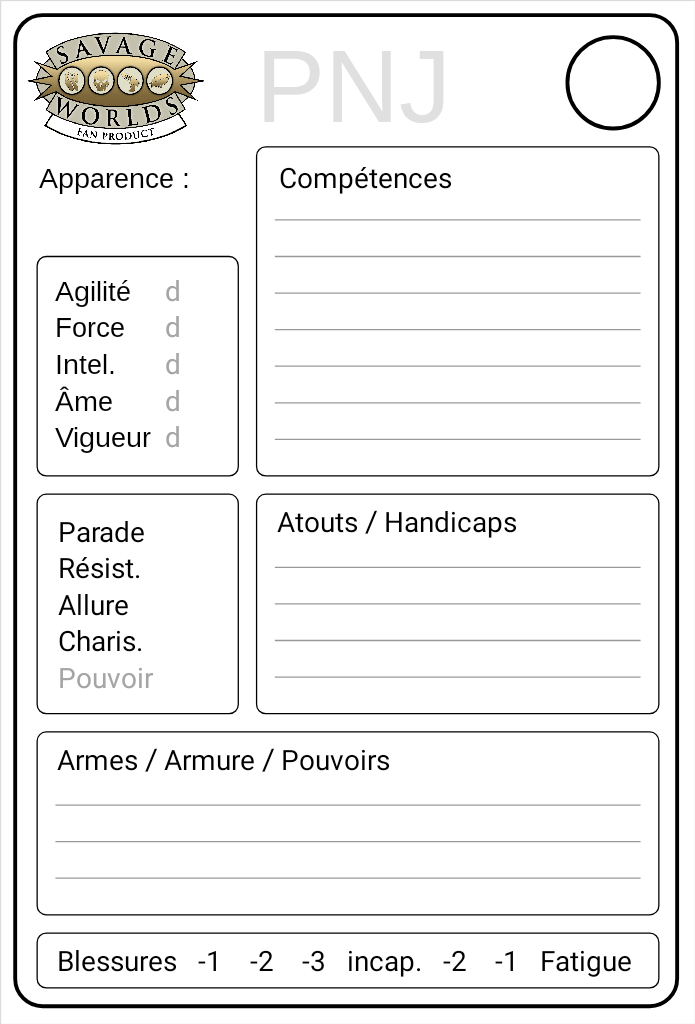 SAVAGE
WORLDS
FAN PRODUCT
PNJ
Apparence :
Compétences
Agilité d
Force d
Intel. d
Âme d
Vigueur d
Parade
Résist.
Allure
Charis.
Pouvoir
Atouts / Handicaps
Armes / Armure / Pouvoirs
Blessures -1 -2 -3 incap. -2 -1 Fatigue